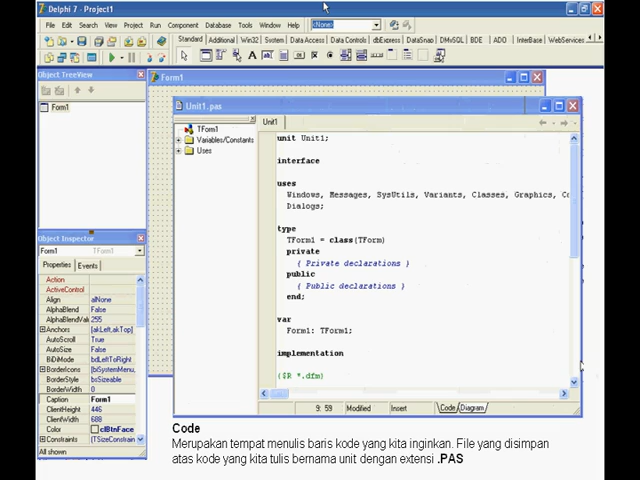 Delphi 7 - Project1
File Edit Search View Project Run Component Database Tools Window Help <None>
Standard Additional Win32 System Data Access Data Controls dbExpress DataSnap BDE ADO InterBase WebServices
Object TreeView
Form1
Form1
Unit1.pas
Unit1
TForm1
Variables/Constants
Uses
unit Unit1;
interface
uses
Windows, Messages, SysUtils, Variants, Classes, Graphics, Co
Dialogs;
type
TForm1 = class(TForm)
private
{ Private declarations }
public
{ Public declarations }
end;
var
Form1: TForm1;
implementation
{$R *.dfm}
9: 59 Modified Insert Code Diagram
Object Inspector
Form1 TForm1
Properties Events
Action
ActiveControl
Align alNone
AlphaBlend False
AlphaBlendVal 255
Anchors [akLeft,akTop]
AutoScroll True
AutoSize False
BiDiMode bdLeftToRight
BorderIcons [biSystemMenu,
BorderStyle bsSizeable
BorderWidth 0
Caption Form1
ClientHeight 446
ClientWidth 688
Color clBtnFace
Constraints (TSizeConstrain
All shown
Code
Merupakan tempat menulis baris kode yang kita inginkan. File yang disimpan
atas kode yang kita tulis bernama unit dengan extensi .PAS